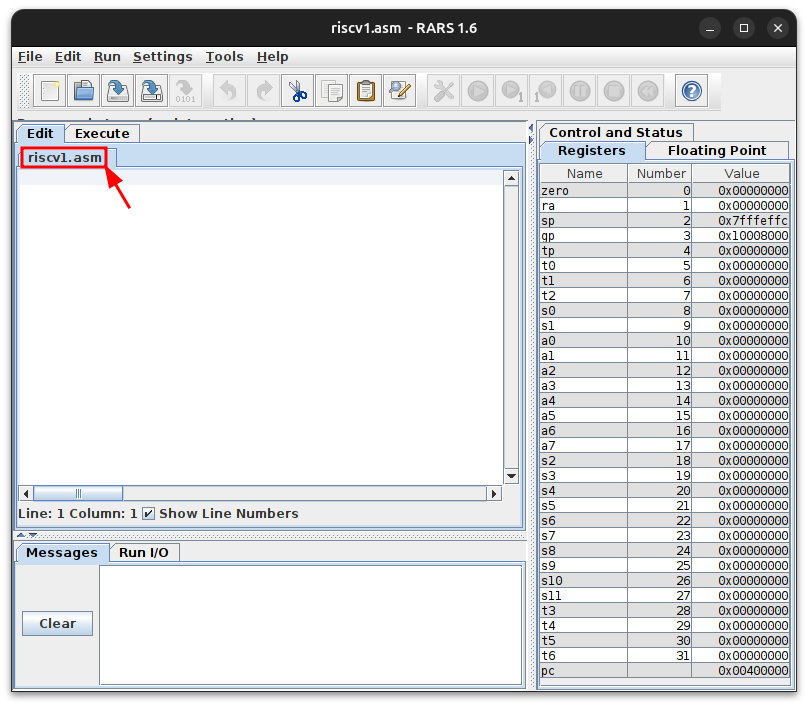 riscv1.asm - RARS 1.6
File Edit Run Settings Tools Help
Edit Execute
riscv1.asm
Line: 1 Column: 1 Show Line Numbers
Messages Run I/O
Clear
Control and Status
Registers Floating Point
Name Number Value
zero 0 0x00000000
ra 1 0x00000000
sp 2 0x7fffeffc
gp 3 0x10008000
tp 4 0x00000000
t0 5 0x00000000
t1 6 0x00000000
t2 7 0x00000000
s0 8 0x00000000
s1 9 0x00000000
a0 10 0x00000000
a1 11 0x00000000
a2 12 0x00000000
a3 13 0x00000000
a4 14 0x00000000
a5 15 0x00000000
a6 16 0x00000000
a7 17 0x00000000
s2 18 0x00000000
s3 19 0x00000000
s4 20 0x00000000
s5 21 0x00000000
s6 22 0x00000000
s7 23 0x00000000
s8 24 0x00000000
s9 25 0x00000000
s10 26 0x00000000
s11 27 0x00000000
t3 28 0x00000000
t4 29 0x00000000
t5 30 0x00000000
t6 31 0x00000000
pc 0x00400000